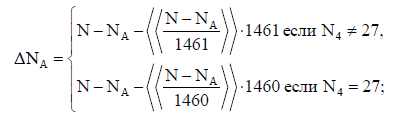 ΔN_A = { N − N_A − ⟨⟨(N − N_A)/1461⟩⟩ · 1461 если N_4 ≠ 27,
N − N_A − ⟨⟨(N − N_A)/1460⟩⟩ · 1460 если N_4 = 27;